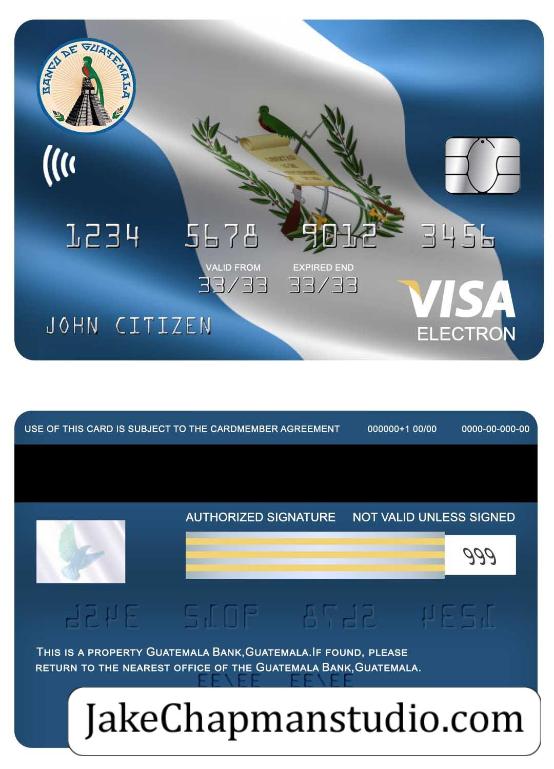 BANCO DE GUATEMALA
1234 5678 9012 3456
VALID FROM EXPIRED END
33/33 33/33
JOHN CITIZEN
VISA
ELECTRON
USE OF THIS CARD IS SUBJECT TO THE CARDMEMBER AGREEMENT 000000+1 00/00 0000-00-000-00
AUTHORIZED SIGNATURE NOT VALID UNLESS SIGNED
999
THIS IS A PROPERTY GUATEMALA BANK,GUATEMALA.IF FOUND, PLEASE
RETURN TO THE NEAREST OFFICE OF THE GUATEMALA BANK,GUATEMALA.
JakeChapmanstudio.com